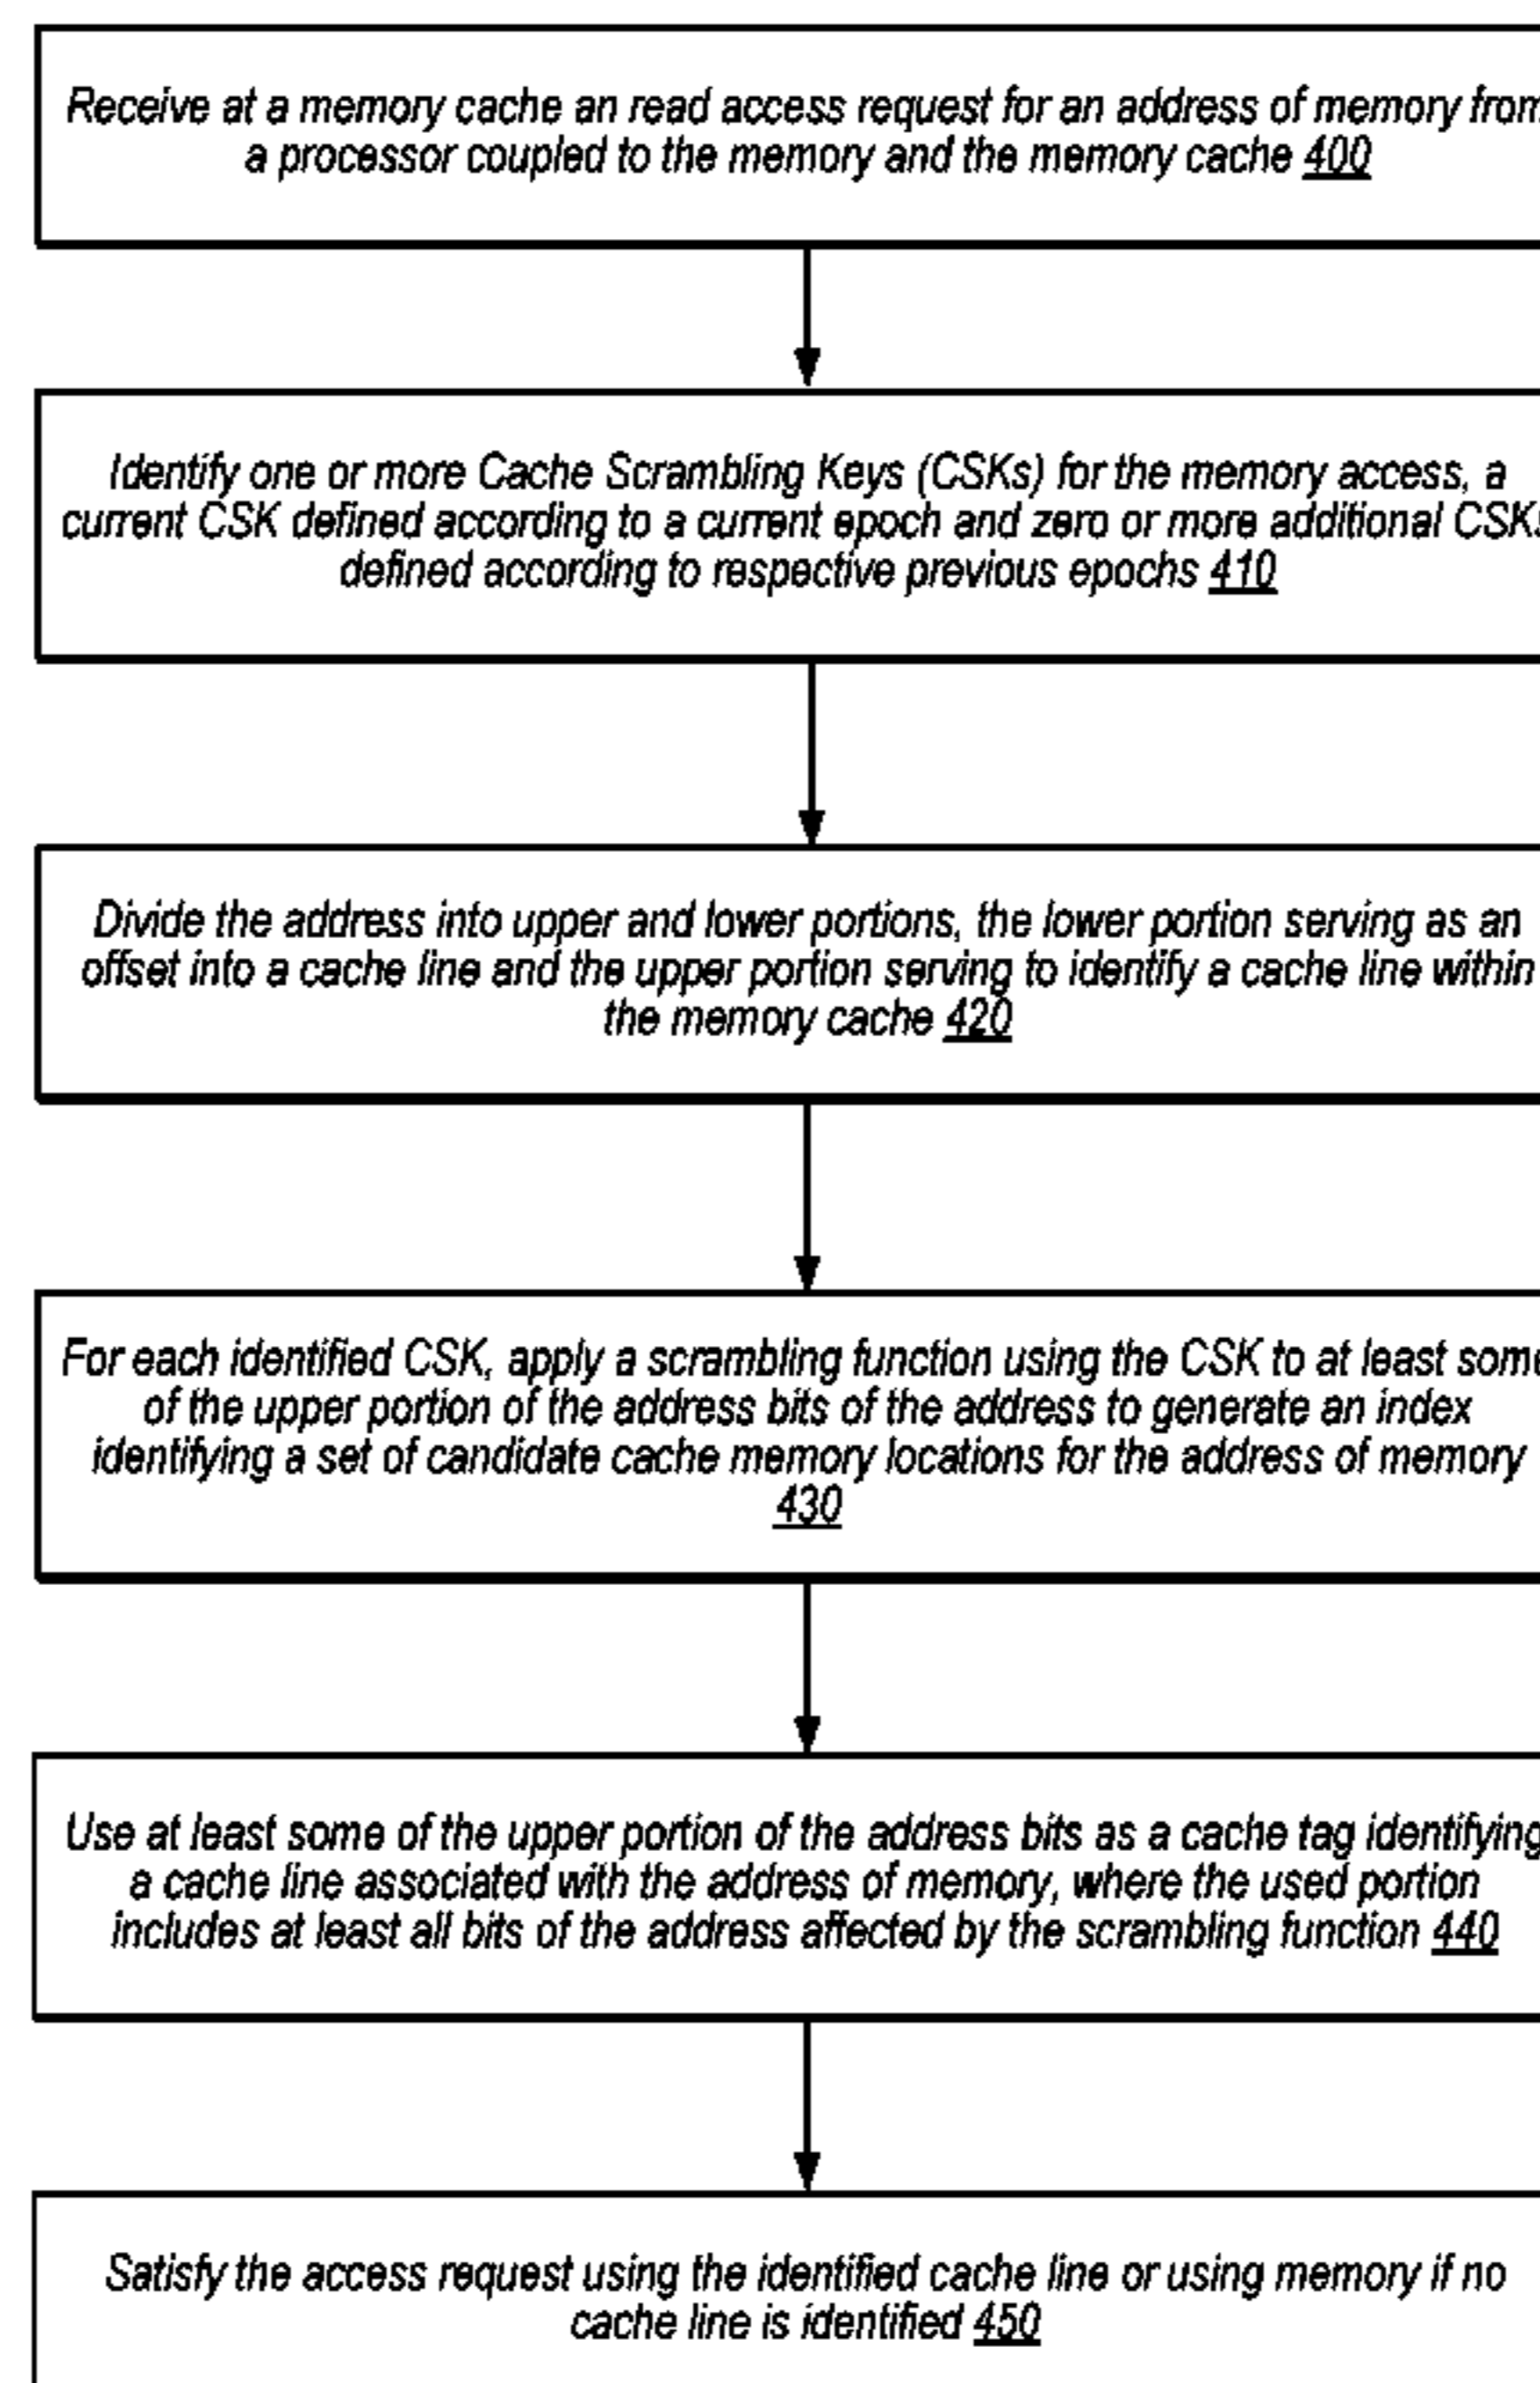 Receive at a memory cache an read access request for an address of memory from
a processor coupled to the memory and the memory cache 400
Identify one or more Cache Scrambling Keys (CSKs) for the memory access, a
current CSK defined according to a current epoch and zero or more additional CSKs
defined according to respective previous epochs 410
Divide the address into upper and lower portions, the lower portion serving as an
offset into a cache line and the upper portion serving to identify a cache line within
the memory cache 420
For each identified CSK, apply a scrambling function using the CSK to at least some
of the upper portion of the address bits of the address to generate an index
identifying a set of candidate cache memory locations for the address of memory
430
Use at least some of the upper portion of the address bits as a cache tag identifying
a cache line associated with the address of memory, where the used portion
includes at least all bits of the address affected by the scrambling function 440
Satisfy the access request using the identified cache line or using memory if no
cache line is identified 450